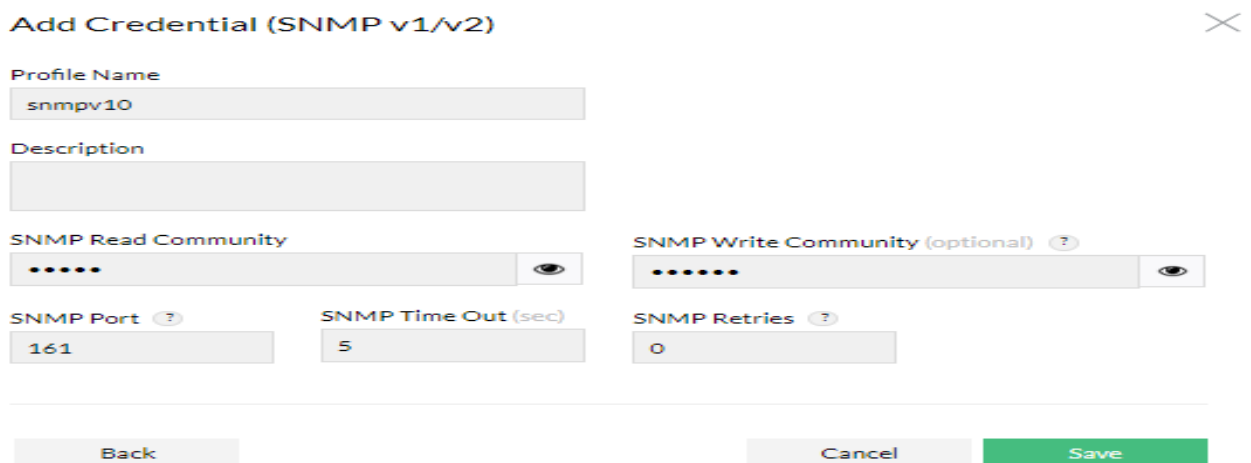 Add Credential (SNMP v1/v2)
Profile Name
snmpv10
Description
SNMP Read Community
•••••
SNMP Write Community (optional) ?
••••••
SNMP Port ?
161
SNMP Time Out (sec)
5
SNMP Retries ?
0
Back
Cancel
Save